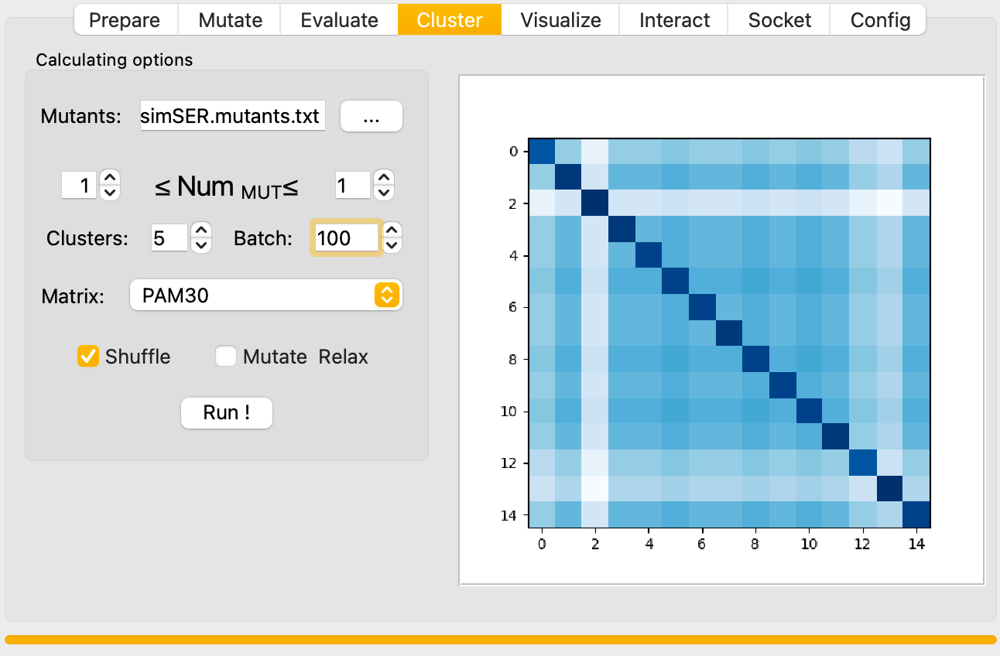 Prepare Mutate Evaluate Cluster Visualize Interact Socket Config
Calculating options
Mutants: simSER.mutants.txt ...
1 ≤ Num MUT≤ 1
Clusters: 5 Batch: 100
Matrix: PAM30
Shuffle Mutate Relax
Run !
0
2
4
6
8
10
12
14
0 2 4 6 8 10 12 14